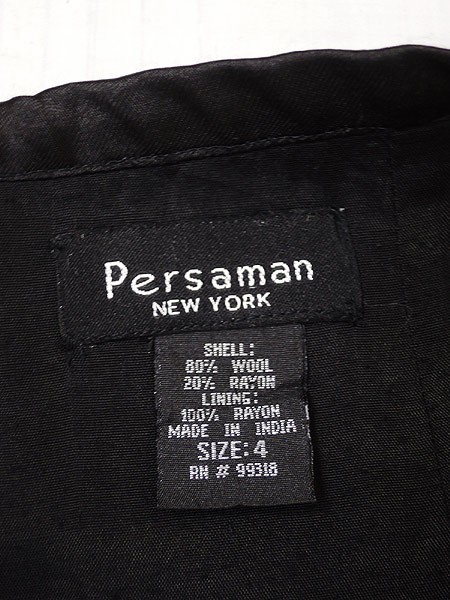 Persaman
NEW YORK
SHELL:
80% WOOL
20% RAYON
LINING:
100% RAYON
MADE IN INDIA
SIZE: 4
RN # 99318